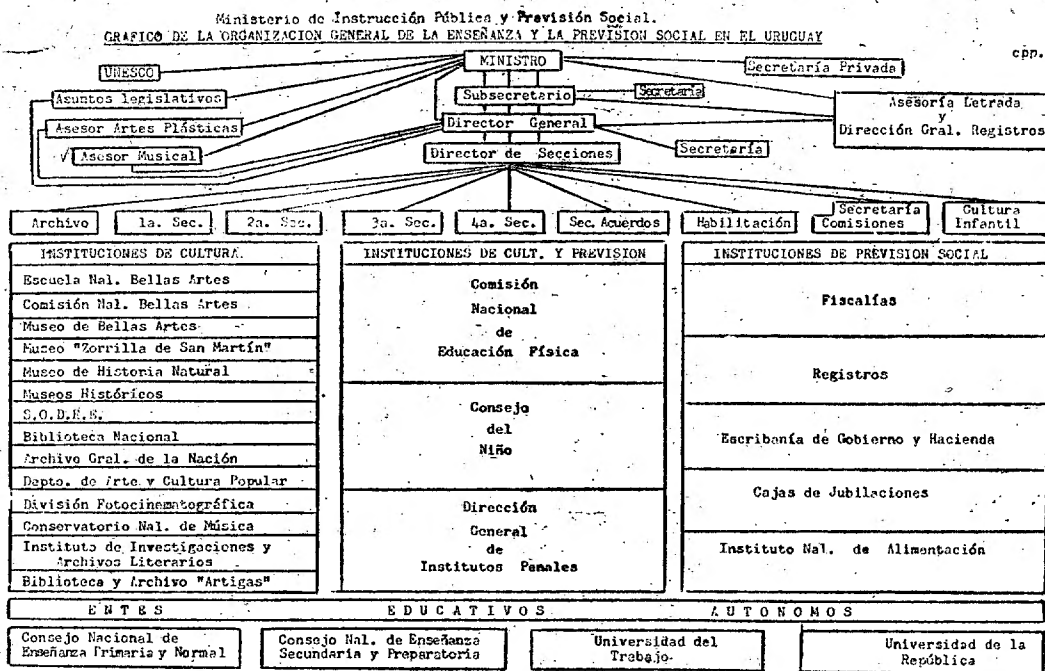 Ministerio de Instrucción Pública y Previsión Social.
GRAFICO DE LA ORGANIZACION GENERAL DE LA ENSEÑANZA Y LA PREVISION SOCIAL EN EL URUGUAY
cpp.
MINISTRO
UNESCO
Secretaría Privada
Asuntos legislativos
Subsecretario
Secretaría
Asesoría Letrada
y
Dirección Gral. Registros
Asesor Artes Plásticas
Director General
Asesor Musical
Director de Secciones
Secretaría
Archivo
1a. Sec.
2a. Sec.
3a. Sec.
4a. Sec.
Sec. Acuerdos
Habilitación
Secretaría
Comisiones
Cultura
Infantil
INSTITUCIONES DE CULTURA.
Escuela Nal. Bellas Artes
Comisión Nal. Bellas Artes
Museo de Bellas Artes
Museo "Zorrilla de San Martín"
Museo de Historia Natural
Museos Históricos
S.O.D.R.E.
Biblioteca Nacional
Archivo Gral. de la Nación
Depto. de Arte y Cultura Popular
División Fotocinematográfica
Conservatorio Nal. de Música
Instituto de Investigaciones y
Archivos Literarios
Biblioteca y Archivo "Artigas"
INSTITUCIONES DE CULT. Y PREVISION
Comisión
Nacional
de
Educación Física
Consejo
del
Niño
Dirección
General
de
Institutos Penales
INSTITUCIONES DE PREVISION SOCIAL
Fiscalías
Registros
Escribanía de Gobierno y Hacienda
Cajas de Jubilaciones
Instituto Nal. de Alimentación
ENTES EDUCATIVOS AUTONOMOS
Consejo Nacional de
Enseñanza Primaria y Normal
Consejo Nal. de Enseñanza
Secundaria y Preparatoria
Universidad del
Trabajo
Universidad de la
República